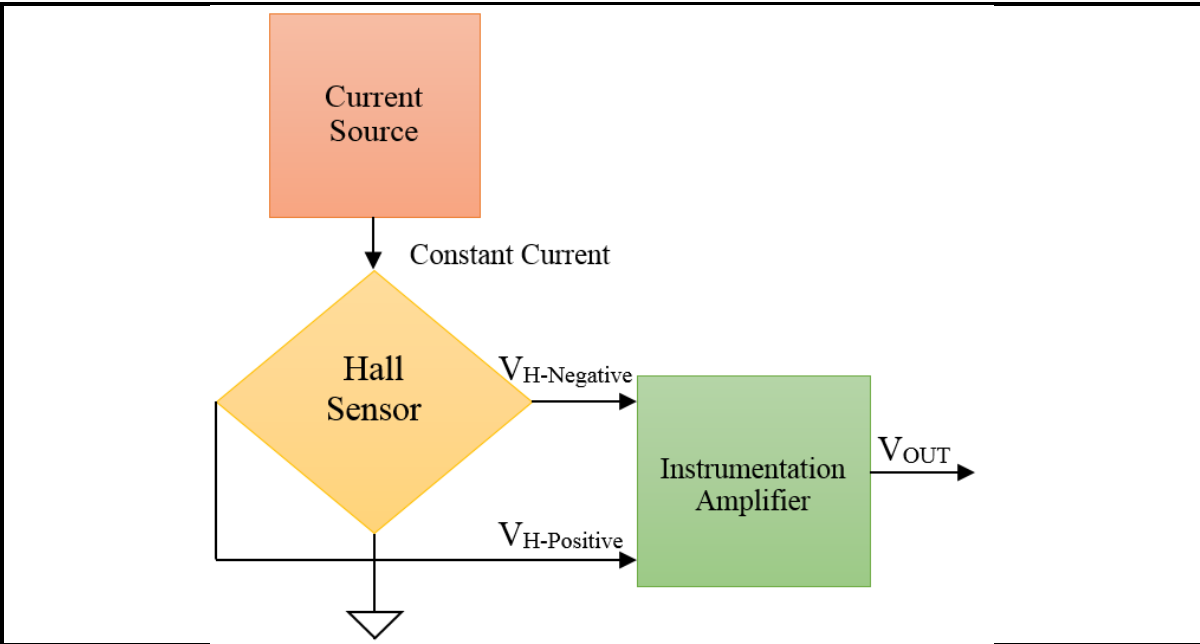 Current
Source
Constant Current
Hall
Sensor
VH-Negative
Instrumentation
Amplifier
VOUT
VH-Positive